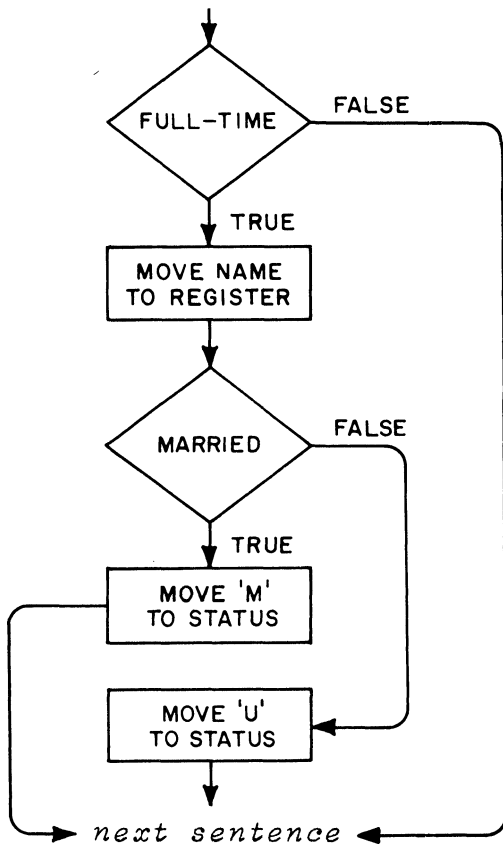 FULL-TIME
FALSE
TRUE
MOVE NAME
TO REGISTER
MARRIED
FALSE
TRUE
MOVE 'M'
TO STATUS
MOVE 'U'
TO STATUS
next sentence